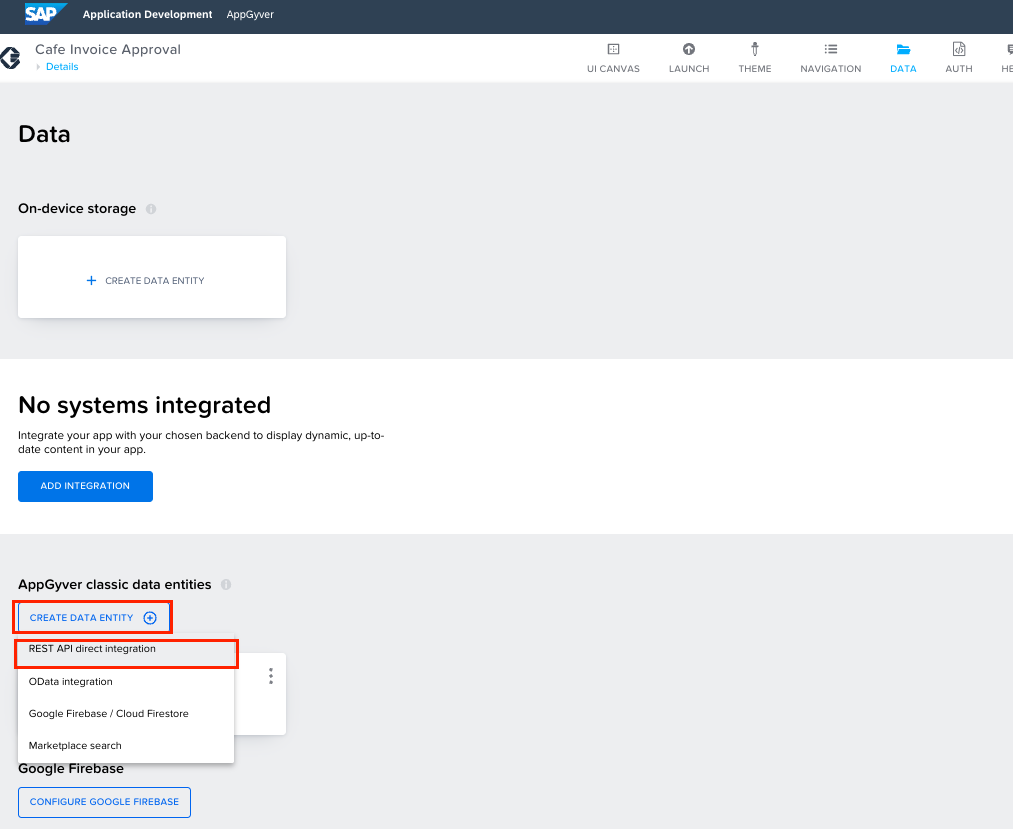 SAP Application Development AppGyver
Cafe Invoice Approval
Details
UI CANVAS LAUNCH THEME NAVIGATION DATA AUTH HE
Data
On-device storage
+ CREATE DATA ENTITY
No systems integrated
Integrate your app with your chosen backend to display dynamic, up-to-
date content in your app.
ADD INTEGRATION
AppGyver classic data entities
CREATE DATA ENTITY
REST API direct integration
OData integration
Google Firebase / Cloud Firestore
Marketplace search
Google Firebase
CONFIGURE GOOGLE FIREBASE